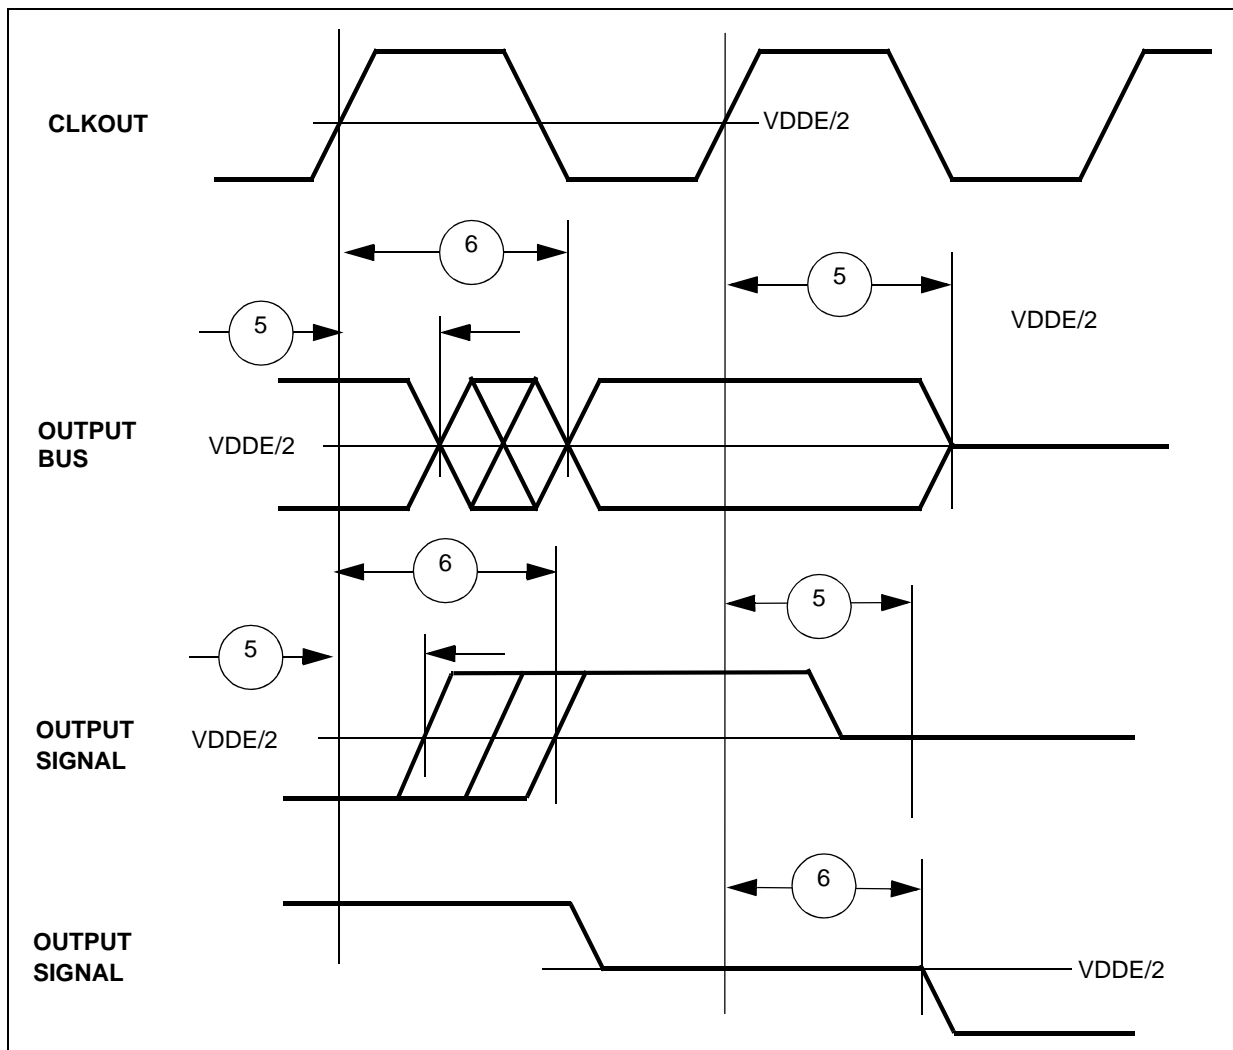 CLKOUT
VDDE/2
6
5
5
VDDE/2
OUTPUT
BUS
VDDE/2
6
5
5
OUTPUT
SIGNAL
VDDE/2
6
OUTPUT
SIGNAL
VDDE/2